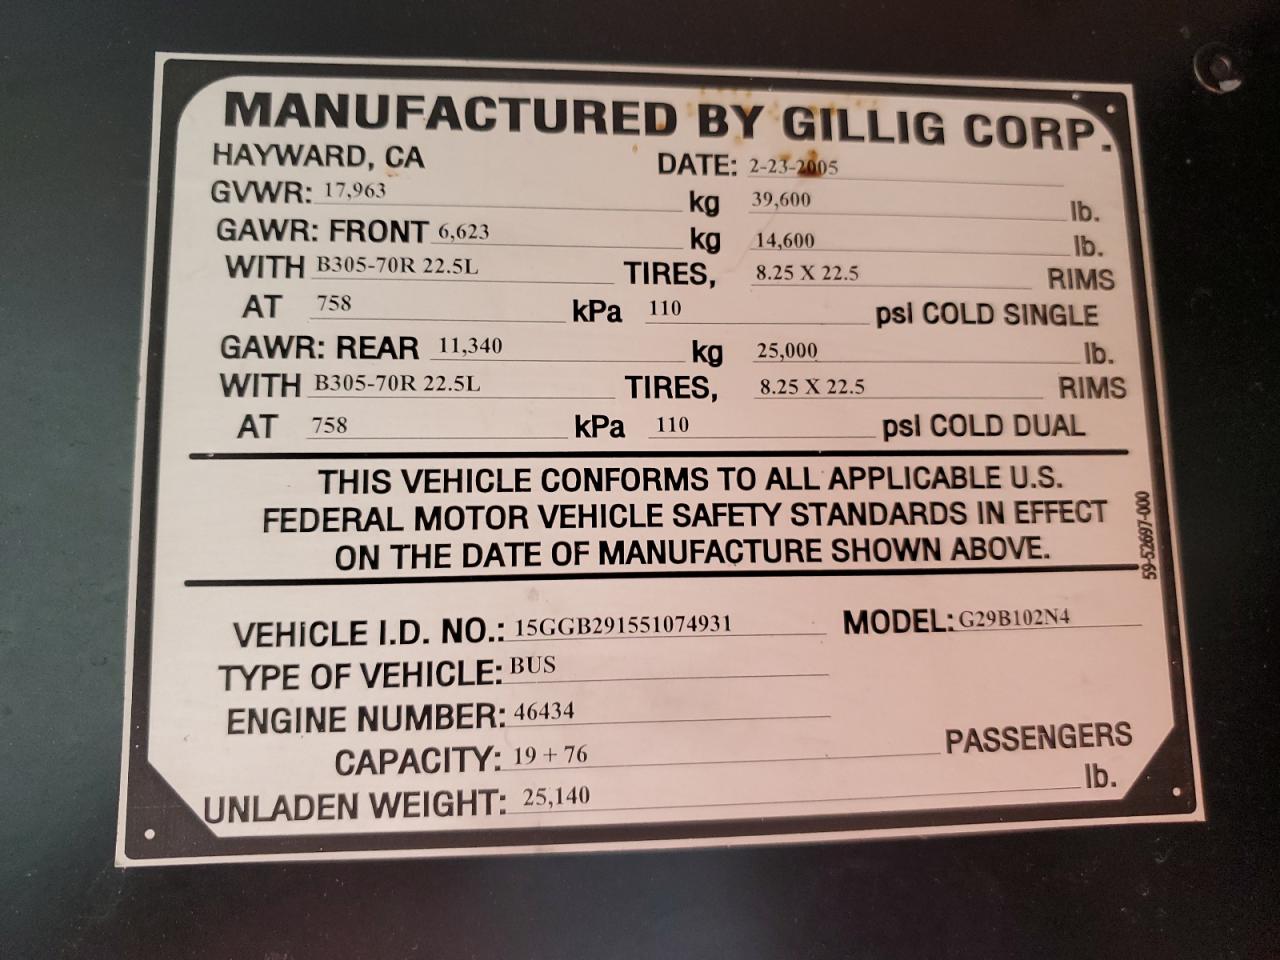 MANUFACTURED BY GILLIG CORP.
HAYWARD, CA DATE: 2-23-2005
GVWR: 17,963 kg 39,600 lb.
GAWR: FRONT 6,623 kg 14,600 lb.
WITH B305-70R 22.5L TIRES, 8.25 X 22.5 RIMS
AT 758 kPa 110 psi COLD SINGLE
GAWR: REAR 11,340 kg 25,000 lb.
WITH B305-70R 22.5L TIRES, 8.25 X 22.5 RIMS
AT 758 kPa 110 psi COLD DUAL
THIS VEHICLE CONFORMS TO ALL APPLICABLE U.S.
FEDERAL MOTOR VEHICLE SAFETY STANDARDS IN EFFECT
ON THE DATE OF MANUFACTURE SHOWN ABOVE.
59-52697-000
VEHICLE I.D. NO.: 15GGB291551074931 MODEL: G29B102N4
TYPE OF VEHICLE: BUS
ENGINE NUMBER: 46434
CAPACITY: 19 + 76 PASSENGERS
UNLADEN WEIGHT: 25,140 lb.